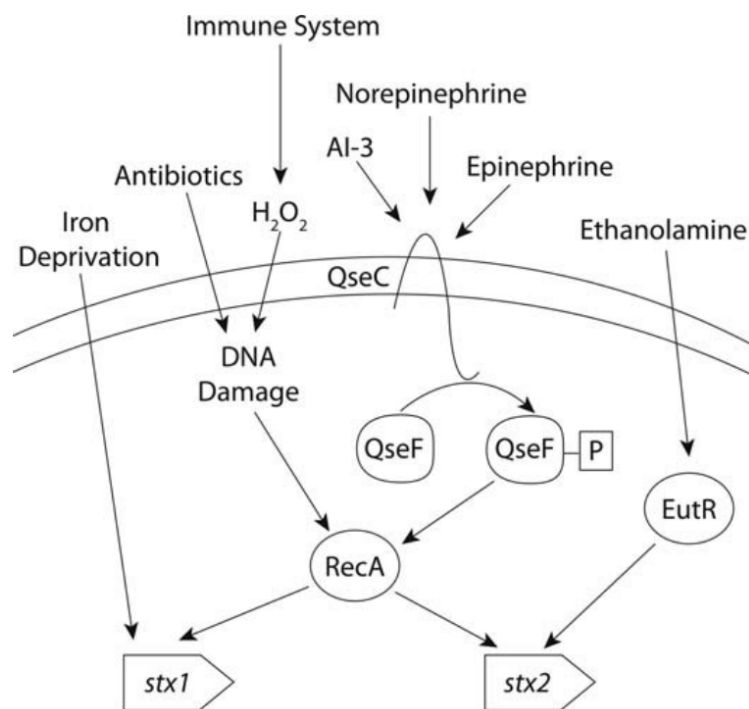 Immune System
Norepinephrine
AI-3
Epinephrine
Antibiotics
H₂O₂
Iron
Deprivation
Ethanolamine
QseC
DNA
Damage
QseF
QseF
P
EutR
RecA
stx1
stx2